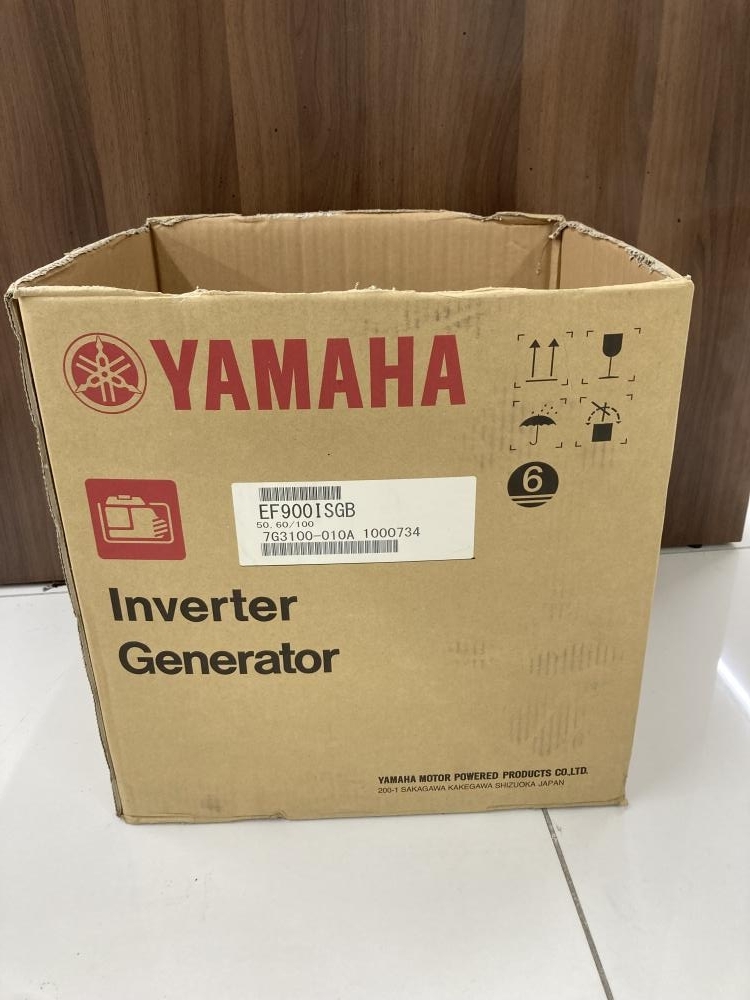 YAMAHA
6
EF900ISGB
50.60/100
7G3100-010A 1000734
Inverter
Generator
YAMAHA MOTOR POWERED PRODUCTS CO.,LTD.
200-1 SAKAGAWA KAKEGAWA SHIZUOKA JAPAN